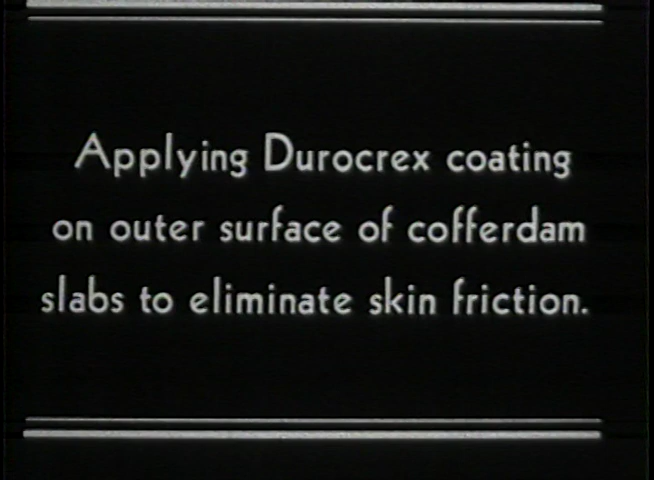 Applying Durocrex coating
on outer surface of cofferdam
slabs to eliminate skin friction.